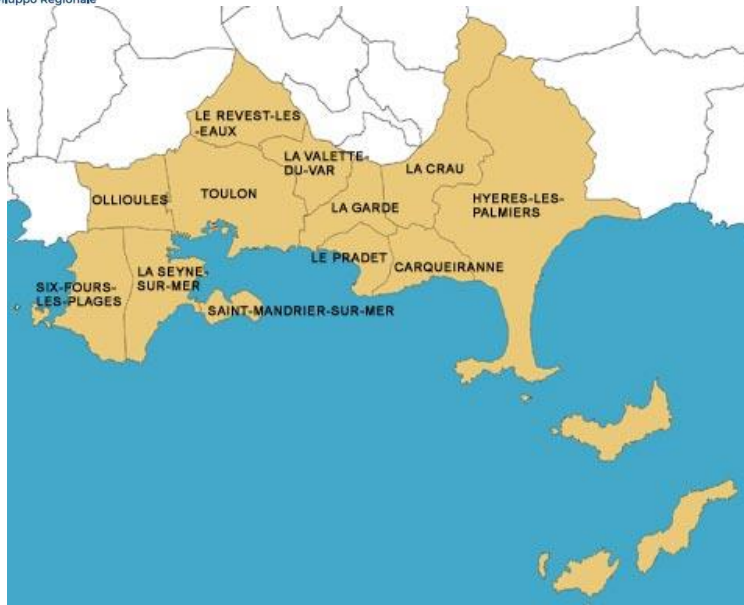 LE REVEST-LES
-EAUX
LA VALETTE-
DU-VAR
LA CRAU
OLLIOULES
TOULON
LA GARDE
HYERES-LES-
PALMIERS
LE PRADET
CARQUEIRANNE
LA SEYNE-
SUR-MER
SIX-FOURS-
LES-PLAGES
SAINT-MANDRIER-SUR-MER